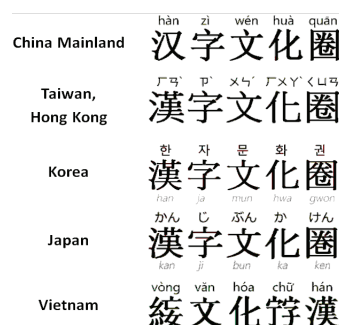 hàn zì wén huà quān
China Mainland
汉字文化圈
ㄏㄢˋ ㄗˋ ㄨㄣˊ ㄏㄨㄚˋ ㄑㄩㄢ
Taiwan,
Hong Kong
漢字文化圈
한 자 문 화 권
Korea
漢字文化圈
han ja mun hwa gwon
かん じ ぶん か けん
Japan
漢字文化圈
kan ji bun ka ken
vòng văn hóa chữ hán
Vietnam
文化𡨸漢